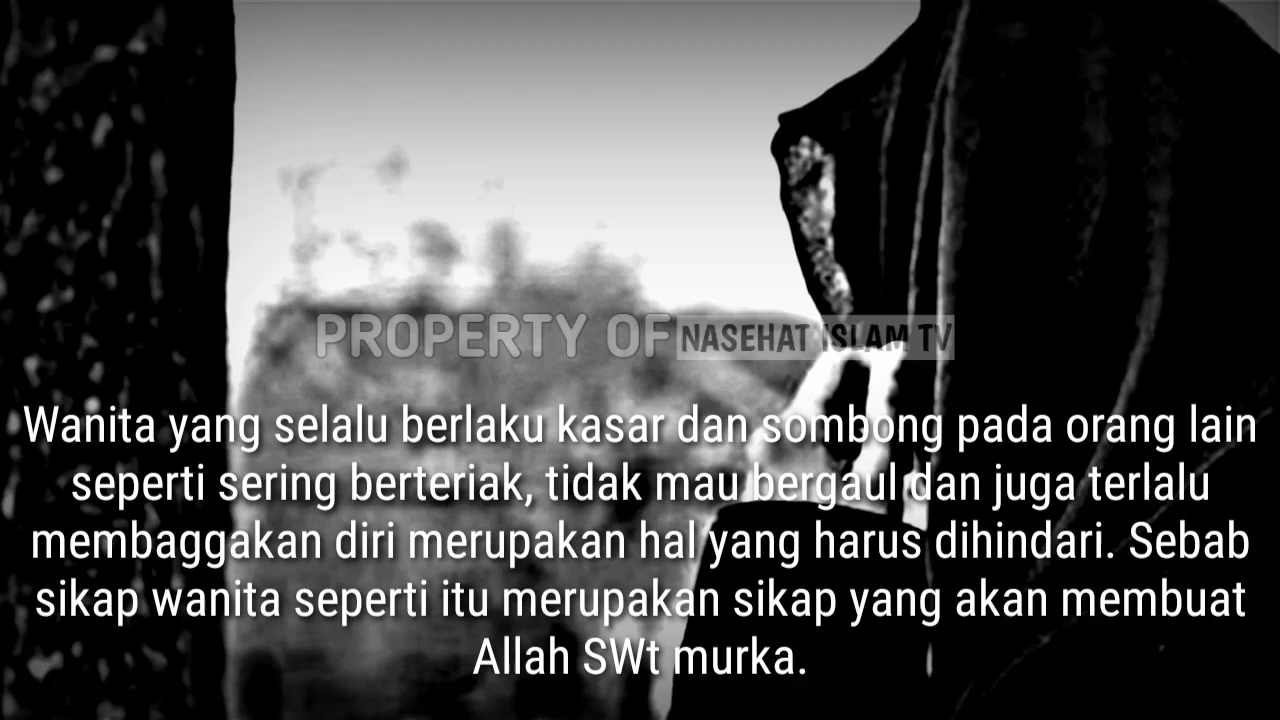 PROPERTY OF NASEHAT ISLAM TV
Wanita yang selalu berlaku kasar dan sombong pada orang lain
seperti sering berteriak, tidak mau bergaul dan juga terlalu
membaggakan diri merupakan hal yang harus dihindari. Sebab
sikap wanita seperti itu merupakan sikap yang akan membuat
Allah SWt murka.